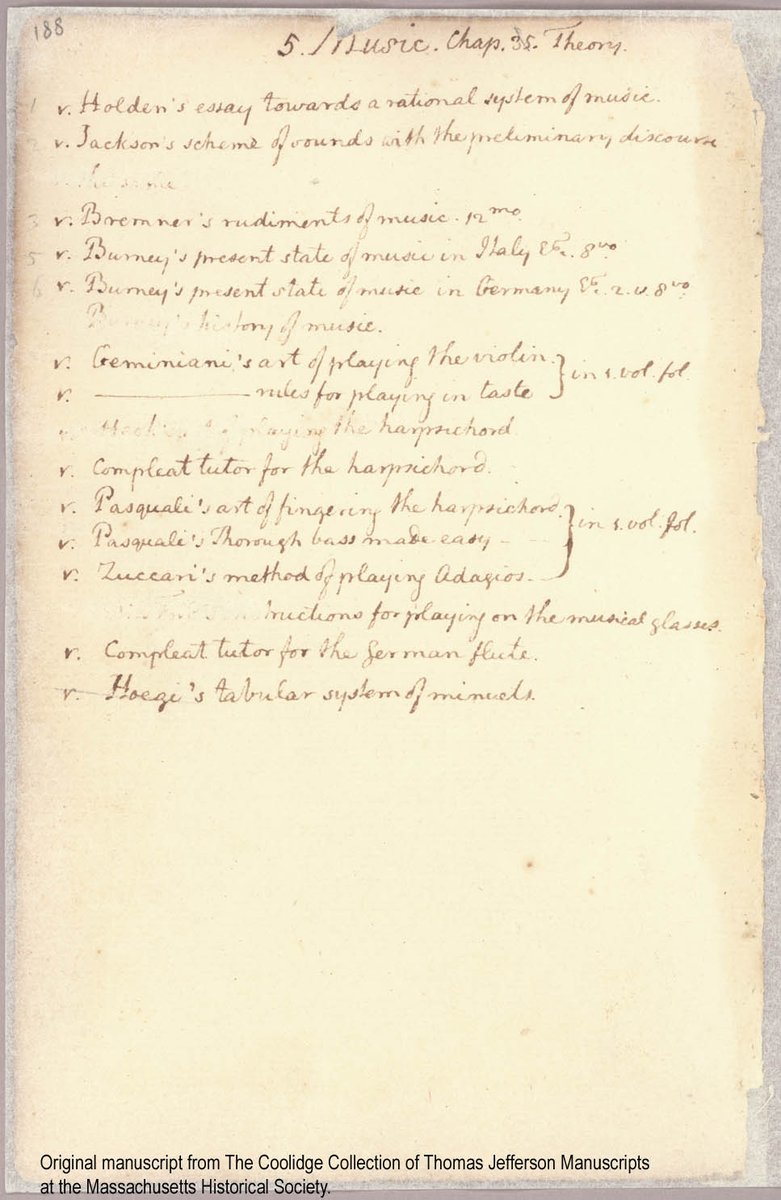 188
5. Music. Chap. 35. Theory.
1 v. Holden's essay towards a rational system of music.
v. Jackson's scheme of sounds with the preliminary discourse
the same
3 v. Bremner's rudiments of music. 12mo.
5 v. Burney's present state of music in Italy &c. 8vo
6 v. Burney's present state of music in Germany &c. 2. v. 8vo.
Burney's history of music.
v. Geminiani's art of playing the violin. } in 1. vol. fol.
v. ———— rules for playing in taste
playing the harpsichord
v. Compleat tutor for the harpsichord.
v. Pasquali's art of fingering the harpsichord. } in 1. vol. fol.
v. Pasquali's Thorough bass made easy - -
v. Zuccari's method of playing Adagios. -
instructions for playing on the musical glasses.
v. Compleat tutor for the German flute.
v. Hoegi's tabular system of minuets.
Original manuscript from The Coolidge Collection of Thomas Jefferson Manuscripts
at the Massachusetts Historical Society.